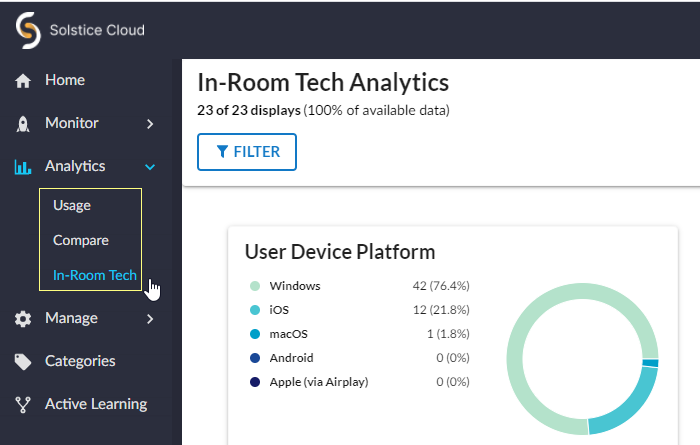 Solstice Cloud
Home
Monitor
Analytics
Usage
Compare
In-Room Tech
Manage
Categories
Active Learning
In-Room Tech Analytics
23 of 23 displays (100% of available data)
FILTER
User Device Platform
Windows 42 (76.4%)
iOS 12 (21.8%)
macOS 1 (1.8%)
Android 0 (0%)
Apple (via Airplay) 0 (0%)